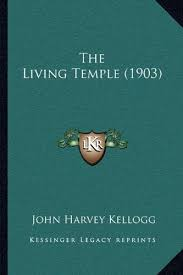 The
Living Temple (1903)
LKR
John Harvey Kellogg
Kessinger Legacy reprints